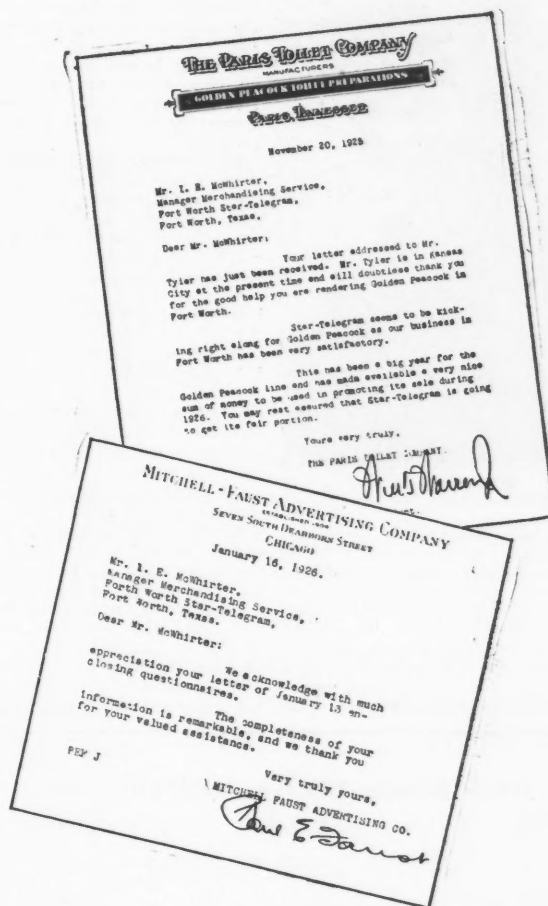 THE PARIS TOILET COMPANY
MANUFACTURERS
GOLDEN PEACOCK TOILET PREPARATIONS
PARIS, TENNESSEE
November 20, 1925
Mr. I. E. McWhirter,
Manager Merchandising Service,
Fort Worth Star-Telegram,
Fort Worth, Texas.
Dear Mr. McWhirter:
Your letter addressed to Mr.
Tyler has just been received. Mr. Tyler is in Kansas
City at the present time and will doubtless thank you
for the good help you are rendering Golden Peacock in
Fort Worth.
Star-Telegram seems to be kick-
ing right along for Golden Peacock as our business in
Fort Worth has been very satisfactory.
This has been a big year for the
Golden Peacock line and has made available a very nice
sum of money to be used in promoting its sale during
1926. You may rest assured that Star-Telegram is going
to get its fair portion.
Yours very truly,
THE PARIS TOILET COMPANY.
MITCHELL-FAUST ADVERTISING COMPANY
ESTABLISHED
SEVEN SOUTH DEARBORN STREET
CHICAGO
January 16, 1926.
Mr. I. E. McWhirter,
Manager Merchandising Service,
Forth Worth Star-Telegram,
Fort Worth, Texas.
Dear Mr. McWhirter:
We acknowledge with much
appreciation your letter of January 13 en-
closing questionnaires.
The completeness of your
information is remarkable, and we thank you
for your valued assistance.
Very truly yours,
PEF J
MITCHELL FAUST ADVERTISING CO.
Paul E. Faust